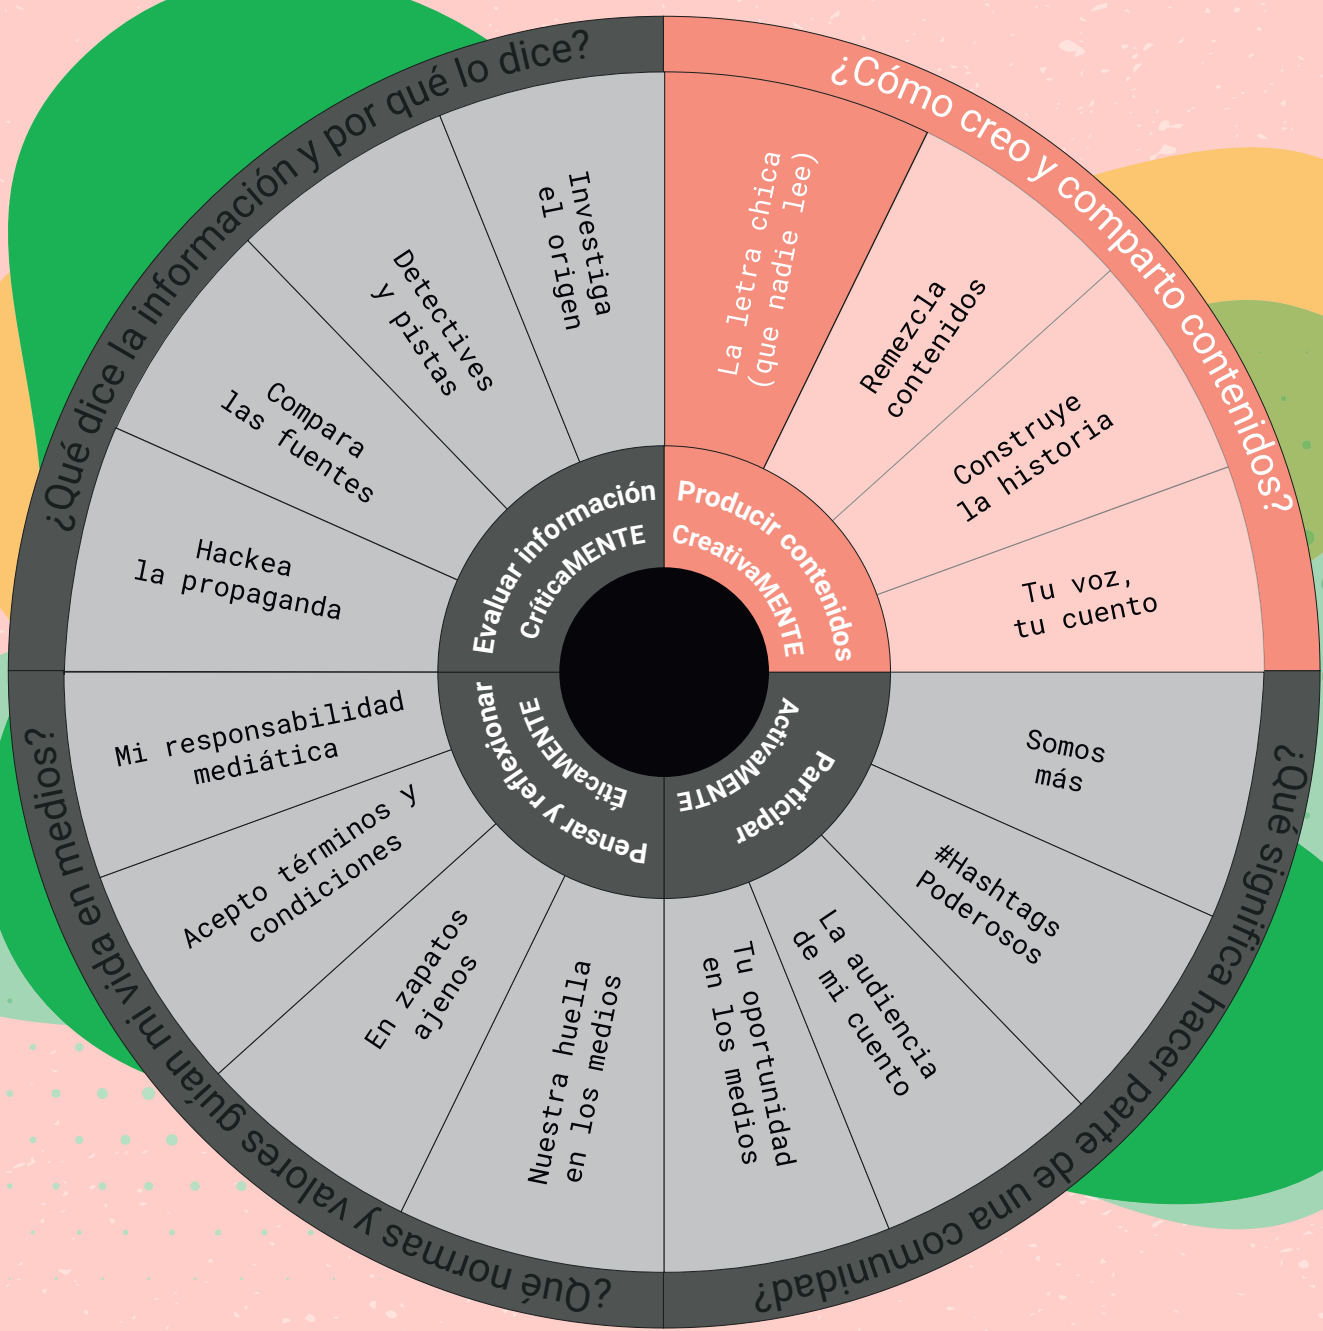 ¿Qué dice la información y por qué lo dice?
¿Cómo creo y comparto contenidos?
¿Qué significa hacer parte de una comunidad?
¿Qué normas y valores guían mi vida en medios?
Evaluar información
CríticaMENTE
Producir contenidos
CreativaMENTE
Participar
ActivaMENTE
Pensar y reflexionar
ÉticaMENTE
La letra chica
(que nadie lee)
Remezcla
contenidos
Construye
la historia
Tu voz,
tu cuento
Somos
más
#Hashtags
Poderosos
La audiencia
de mi cuento
Tu oportunidad
en los medios
Nuestra huella
en los medios
En zapatos
ajenos
Acepto términos y
condiciones
Mi responsabilidad
mediática
Hackea
la propaganda
Compara
las fuentes
Detectives
y pistas
Investiga
el origen